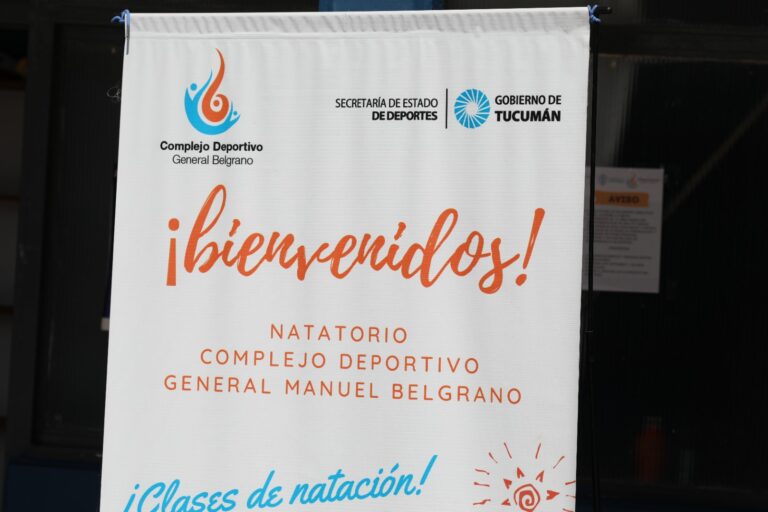 Complejo Deportivo
General Belgrano
SECRETARÍA DE ESTADO
DE DEPORTES
GOBIERNO DE
TUCUMÁN
¡bienvenidos!
NATATORIO
COMPLEJO DEPORTIVO
GENERAL MANUEL BELGRANO
¡Clases de natación!
AVISO